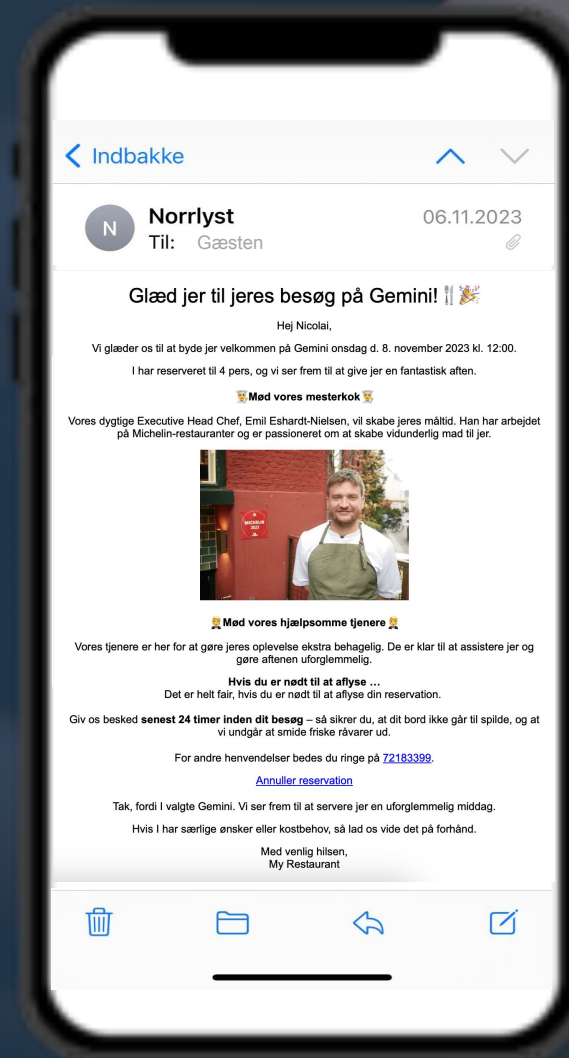 Indbakke
N
Norrlyst
06.11.2023
Til: Gæsten
Glæd jer til jeres besøg på Gemini! 🍴🎉
Hej Nicolai,
Vi glæder os til at byde jer velkommen på Gemini onsdag d. 8. november 2023 kl. 12:00.
I har reserveret til 4 pers, og vi ser frem til at give jer en fantastisk aften.
👨‍🍳Mød vores mesterkok👨‍🍳
Vores dygtige Executive Head Chef, Emil Eshardt-Nielsen, vil skabe jeres måltid. Han har arbejdet
på Michelin-restauranter og er passioneret om at skabe vidunderlig mad til jer.
MICHELIN
2023
🤵Mød vores hjælpsomme tjenere🤵
Vores tjenere er her for at gøre jeres oplevelse ekstra behagelig. De er klar til at assistere jer og
gøre aftenen uforglemmelig.
Hvis du er nødt til at aflyse ...
Det er helt fair, hvis du er nødt til at aflyse din reservation.
Giv os besked senest 24 timer inden dit besøg – så sikrer du, at dit bord ikke går til spilde, og at
vi undgår at smide friske råvarer ud.
For andre henvendelser bedes du ringe på 72183399.
Annuller reservation
Tak, fordi I valgte Gemini. Vi ser frem til at servere jer en uforglemmelig middag.
Hvis I har særlige ønsker eller kostbehov, så lad os vide det på forhånd.
Med venlig hilsen,
My Restaurant